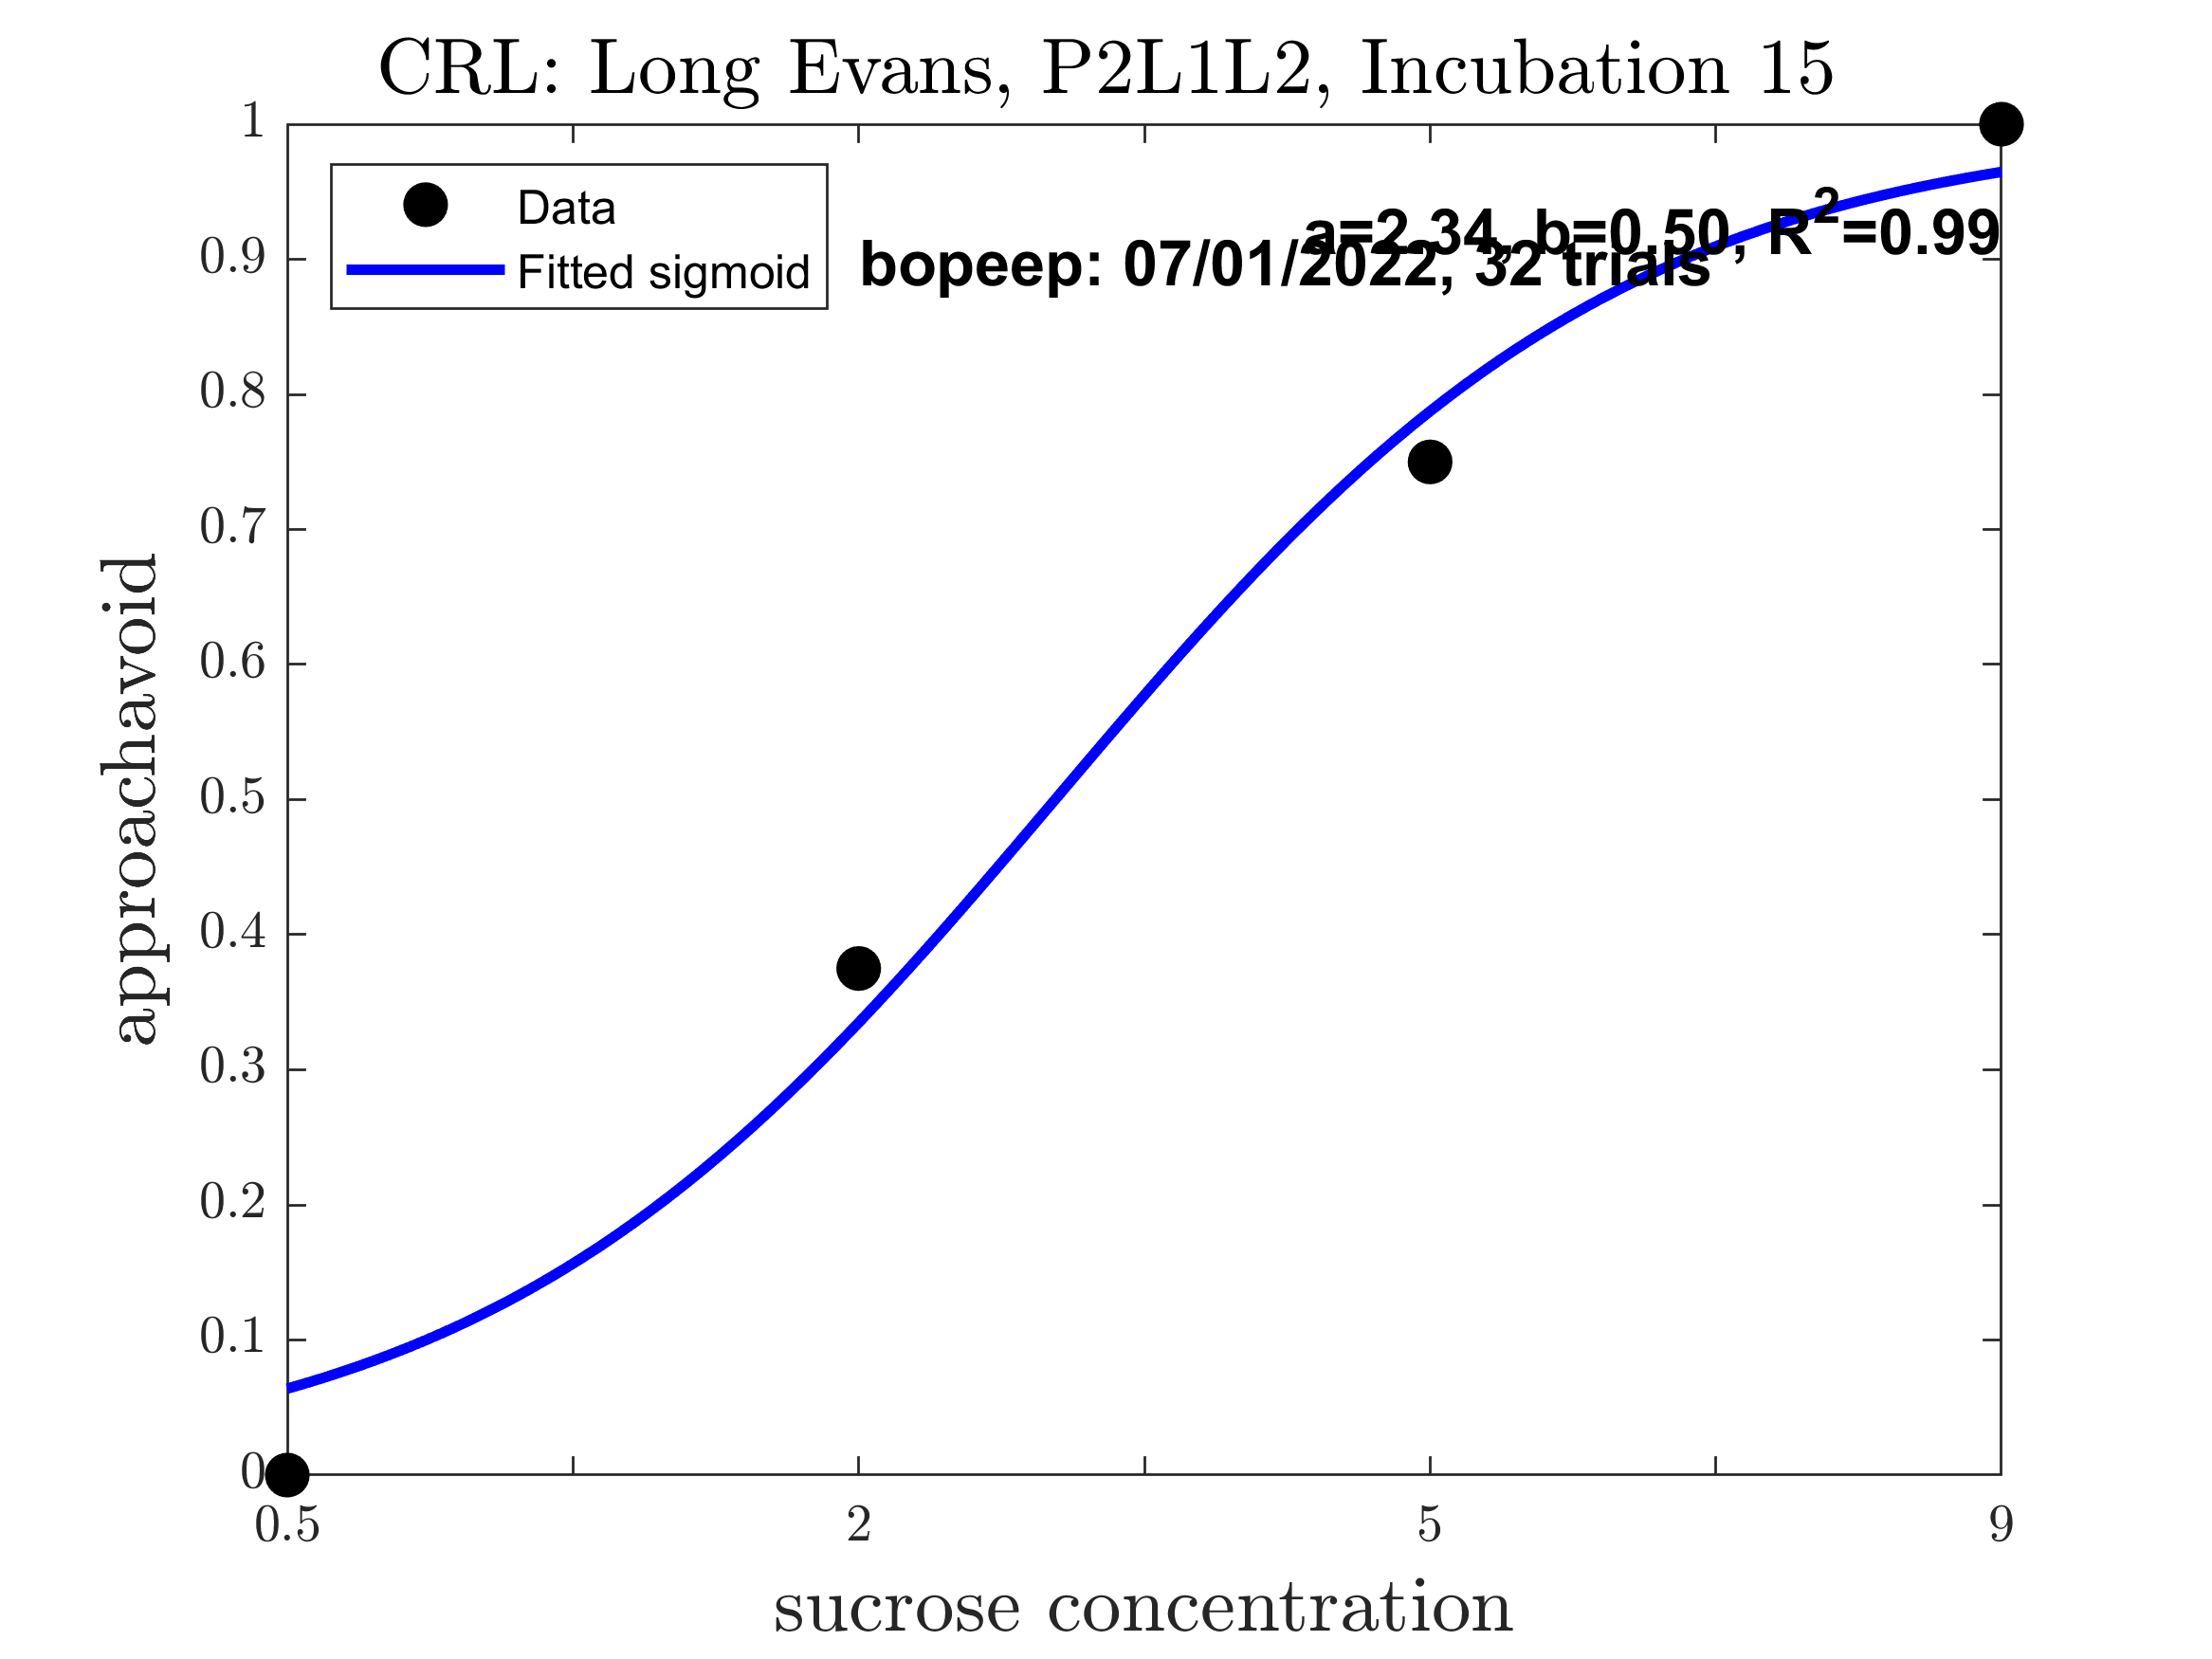 CRL: Long Evans, P2L1L2, Incubation 15
Data
Fitted sigmoid
a=2.34, b=0.50, R²=0.99
bopeep: 07/01/2022, 32 trials
1
0.9
0.8
0.7
0.6
0.5
0.4
0.3
0.2
0.1
0
approachavoid
0.5 2 5 9
sucrose concentration